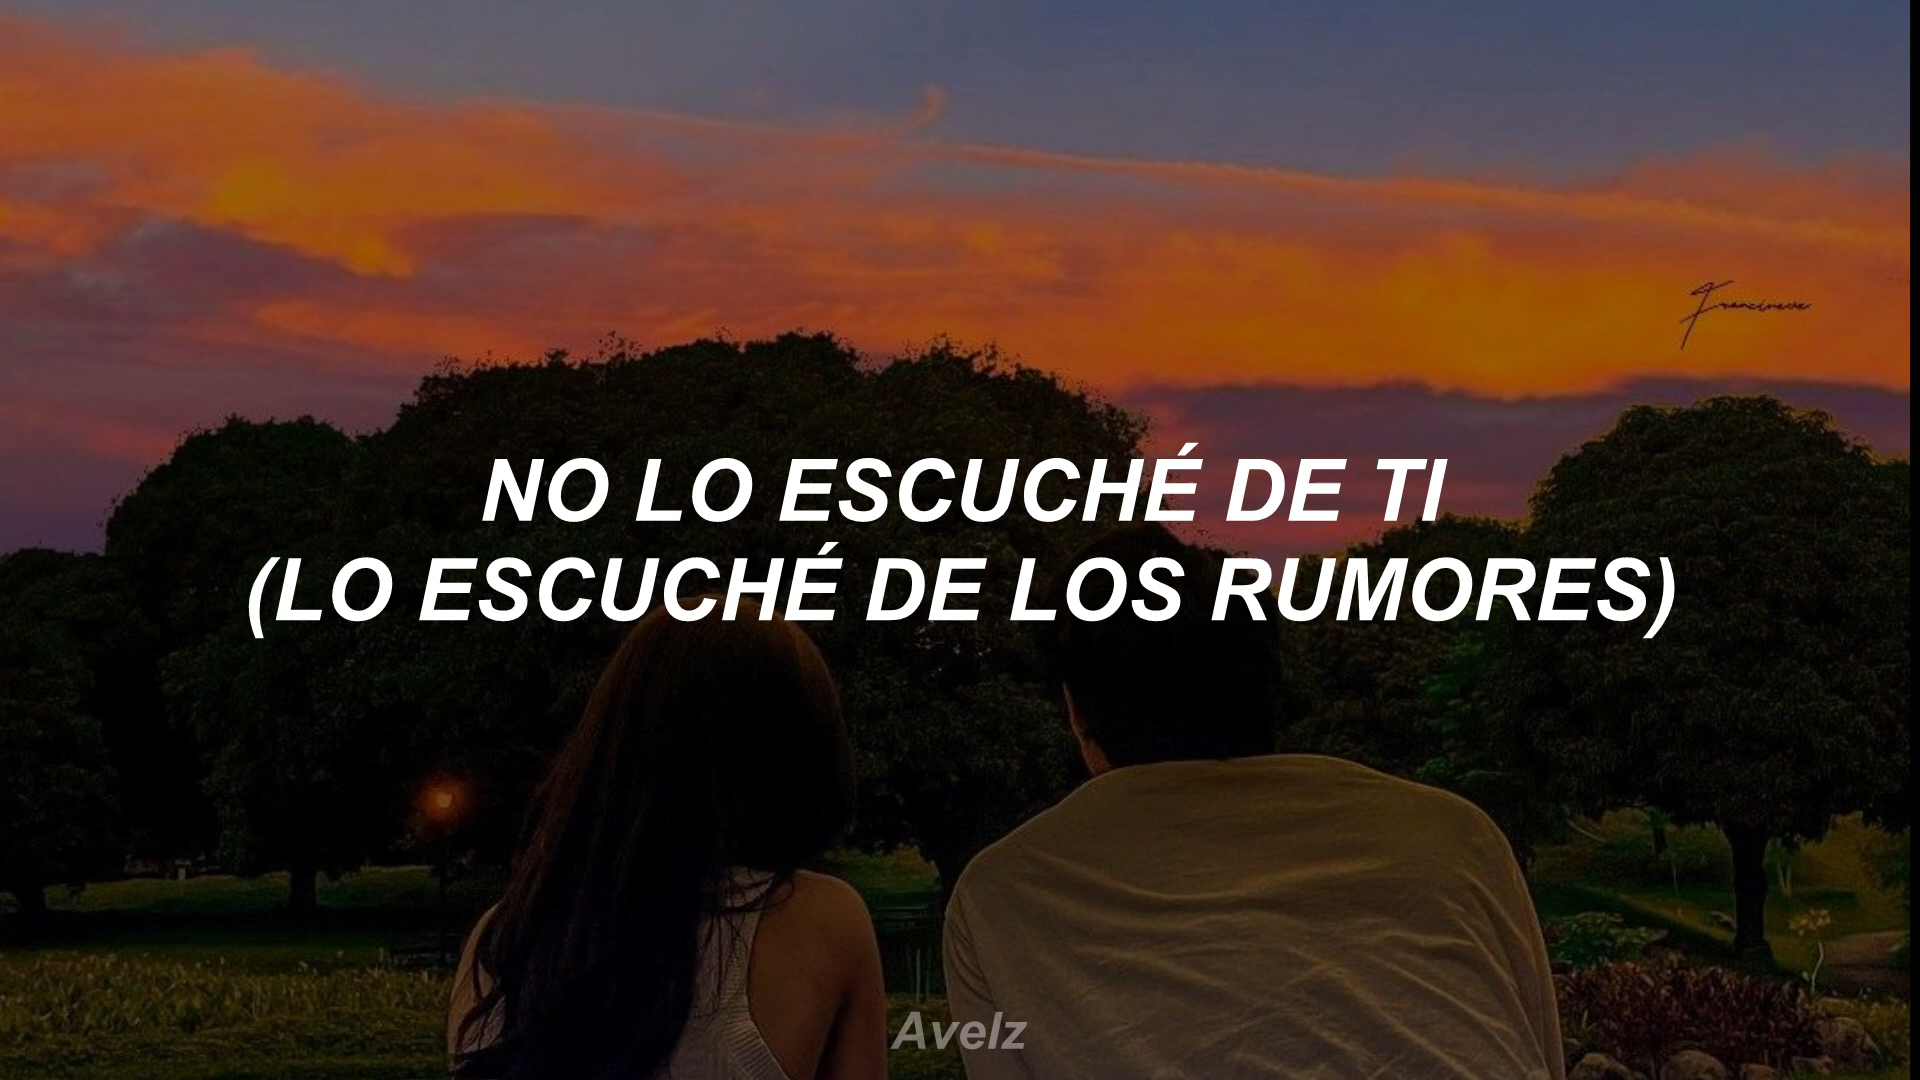 NO LO ESCUCHÉ DE TI
(LO ESCUCHÉ DE LOS RUMORES)
Avelz